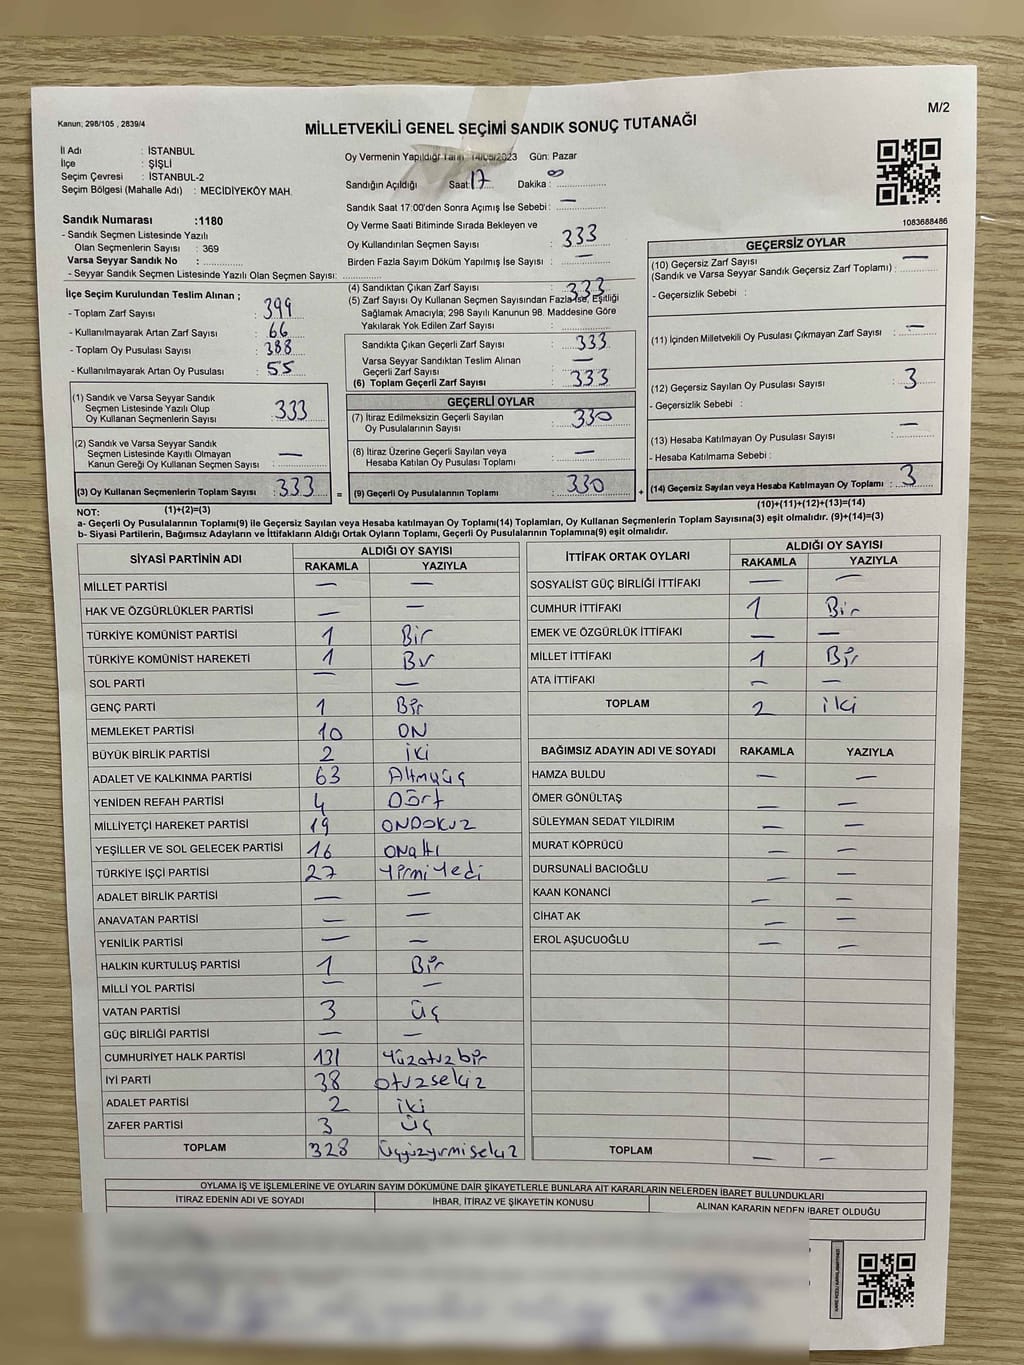 M/2
Kanun; 298/105 , 2839/4
MİLLETVEKİLİ GENEL SEÇİMİ SANDIK SONUÇ TUTANAĞI
İl Adı : İSTANBUL
İlçe : ŞİŞLİ
Seçim Çevresi : İSTANBUL-2
Seçim Bölgesi (Mahalle Adı) : MECİDİYEKÖY MAH.
Sandık Numarası :1180
- Sandık Seçmen Listesinde Yazılı
Olan Seçmenlerin Sayısı : 369
Varsa Seyyar Sandık No :
- Seyyar Sandık Seçmen Listesinde Yazılı Olan Seçmen Sayısı:
Oy Vermenin Yapıldığı Tarih 14/05/2023 Gün: Pazar
Sandığın Açıldığı Saat: 17 Dakika:
Sandık Saat 17:00'den Sonra Açımış İse Sebebi : —
Oy Verme Saati Bitiminde Sırada Bekleyen ve
Oy Kullandırılan Seçmen Sayısı : 333
Birden Fazla Sayım Döküm Yapılmış İse Sayısı : —
1083688486
İlçe Seçim Kurulundan Teslim Alınan ;
- Toplam Zarf Sayısı : 399
- Kullanılmayarak Artan Zarf Sayısı : 66
- Toplam Oy Pusulası Sayısı : 388
- Kullanılmayarak Artan Oy Pusulası : 55
(1) Sandık ve Varsa Seyyar Sandık
Seçmen Listesinde Yazılı Olup
Oy Kullanan Seçmenlerin Sayısı : 333
(2) Sandık ve Varsa Seyyar Sandık
Seçmen Listesinde Kayıtlı Olmayan
Kanun Gereği Oy Kullanan Seçmen Sayısı : —
(3) Oy Kullanan Seçmenlerin Toplam Sayısı : 333
(1)+(2)=(3)
(4) Sandıktan Çıkan Zarf Sayısı : 333
(5) Zarf Sayısı Oy Kullanan Seçmen Sayısından Fazla İse, Eşitliği
Sağlamak Amacıyla; 298 Sayılı Kanunun 98. Maddesine Göre
Yakılarak Yok Edilen Zarf Sayısı :
Sandıkta Çıkan Geçerli Zarf Sayısı : 333
Varsa Seyyar Sandıktan Teslim Alınan
Geçerli Zarf Sayısı : —
(6) Toplam Geçerli Zarf Sayısı : 333
GEÇERLİ OYLAR
(7) İtiraz Edilmeksizin Geçerli Sayılan
Oy Pusulalarının Sayısı : 330
(8) İtiraz Üzerine Geçerli Sayılan veya
Hesaba Katılan Oy Pusulası Toplamı : —
= (9) Geçerli Oy Pusulalarının Toplamı : 330
GEÇERSİZ OYLAR
(10) Geçersiz Zarf Sayısı
(Sandık ve Varsa Seyyar Sandık Geçersiz Zarf Toplamı) : —
- Geçersizlik Sebebi :
(11) İçinden Milletvekili Oy Pusulası Çıkmayan Zarf Sayısı : —
(12) Geçersiz Sayılan Oy Pusulası Sayısı : 3
- Geçersizlik Sebebi :
(13) Hesaba Katılmayan Oy Pusulası Sayısı : —
- Hesaba Katılmama Sebebi :
+ (14) Geçersiz Sayılan veya Hesaba Katılmayan Oy Toplamı : 3
(10)+(11)+(12)+(13)=(14)
NOT:
a- Geçerli Oy Pusulalarının Toplamı(9) ile Geçersiz Sayılan veya Hesaba katılmayan Oy Toplamı(14) Toplamları, Oy Kullanan Seçmenlerin Toplam Sayısına(3) eşit olmalıdır. (9)+(14)=(3)
b- Siyasi Partilerin, Bağımsız Adayların ve İttifakların Aldığı Ortak Oyların Toplamı, Geçerli Oy Pusulalarının Toplamına(9) eşit olmalıdır.
SİYASİ PARTİNİN ADI ALDIĞI OY SAYISI
RAKAMLA YAZIYLA
MİLLET PARTİSİ — —
HAK VE ÖZGÜRLÜKLER PARTİSİ — —
TÜRKİYE KOMÜNİST PARTİSİ 1 Bir
TÜRKİYE KOMÜNİST HAREKETİ 1 Bir
SOL PARTİ — —
GENÇ PARTİ 1 Bir
MEMLEKET PARTİSİ 10 ON
BÜYÜK BİRLİK PARTİSİ 2 iki
ADALET VE KALKINMA PARTİSİ 63 Altmışüç
YENİDEN REFAH PARTİSİ 4 Dört
MİLLİYETÇİ HAREKET PARTİSİ 19 ONDOKUZ
YEŞİLLER VE SOL GELECEK PARTİSİ 16 ONaltı
TÜRKİYE İŞÇİ PARTİSİ 27 YirmiYedi
ADALET BİRLİK PARTİSİ — —
ANAVATAN PARTİSİ — —
YENİLİK PARTİSİ — —
HALKIN KURTULUŞ PARTİSİ 1 Bir
MİLLİ YOL PARTİSİ — —
VATAN PARTİSİ 3 üç
GÜÇ BİRLİĞİ PARTİSİ — —
CUMHURİYET HALK PARTİSİ 131 Yüzotuzbir
İYİ PARTİ 38 otuzsekiz
ADALET PARTİSİ 2 iki
ZAFER PARTİSİ 3 üç
TOPLAM 328 üçyüzyirmisekiz
İTTİFAK ORTAK OYLARI ALDIĞI OY SAYISI
RAKAMLA YAZIYLA
SOSYALİST GÜÇ BİRLİĞİ İTTİFAKI — —
CUMHUR İTTİFAKI 1 Bir
EMEK VE ÖZGÜRLÜK İTTİFAKI — —
MİLLET İTTİFAKI 1 Bir
ATA İTTİFAKI — —
TOPLAM 2 iki
BAĞIMSIZ ADAYIN ADI VE SOYADI RAKAMLA YAZIYLA
HAMZA BULDU — —
ÖMER GÖNÜLTAŞ — —
SÜLEYMAN SEDAT YILDIRIM — —
MURAT KÖPRÜCÜ — —
DURSUNALİ BACIOĞLU — —
KAAN KONANCİ — —
CİHAT AK — —
EROL AŞUCUOĞLU — —
TOPLAM — —
OYLAMA İŞ VE İŞLEMLERİNE VE OYLARIN SAYIM DÖKÜMÜNE DAİR ŞİKAYETLERLE BUNLARA AİT KARARLARIN NELERDEN İBARET BULUNDUKLARI
İTİRAZ EDENİN ADI VE SOYADI İHBAR, İTİRAZ VE ŞİKAYETİN KONUSU ALINAN KARARIN NEDEN İBARET OLDUĞU